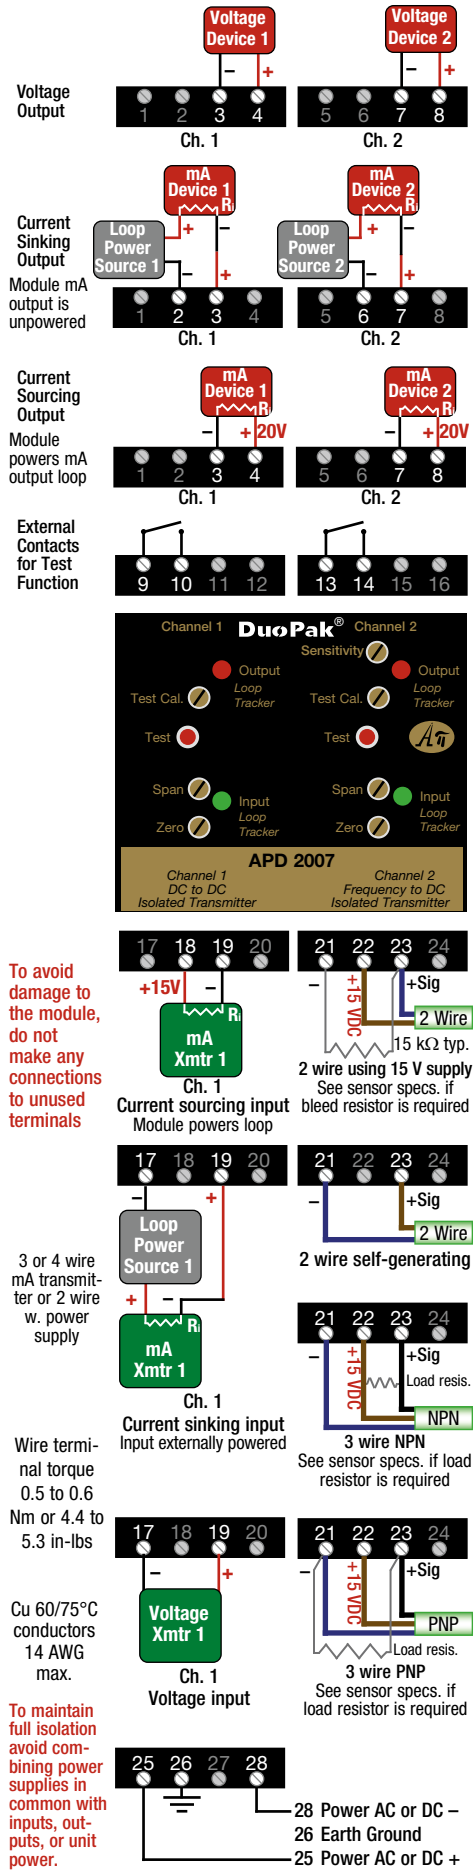 Voltage Device 1
Voltage Device 2
Voltage Output
– + – +
1 2 3 4 5 6 7 8
Ch. 1 Ch. 2
mA Device 1 Ri
mA Device 2 Ri
Current Sinking Output
Module mA output is unpowered
Loop Power Source 1
Loop Power Source 2
+ – – +
+ – – +
1 2 3 4 5 6 7 8
Ch. 1 Ch. 2
Current Sourcing Output
Module powers mA output loop
mA Device 1 Ri
mA Device 2 Ri
– + 20V – + 20V
1 2 3 4 5 6 7 8
Ch. 1 Ch. 2
External Contacts for Test Function
9 10 11 12 13 14 15 16
Channel 1 DuoPak® Channel 2
Sensitivity
Output Loop Tracker
Output Loop Tracker
Test Cal. Test Cal.
Test Test
Aπ
Span Span
Input Loop Tracker
Input Loop Tracker
Zero Zero
APD 2007
Channel 1
DC to DC
Isolated Transmitter
Channel 2
Frequency to DC
Isolated Transmitter
To avoid
damage to
the module,
do not
make any
connections
to unused
terminals
17 18 19 20
+15V –
Ri
mA Xmtr 1
Ch. 1
Current sourcing input
Module powers loop
21 22 23 24
– +15 VDC +Sig
2 Wire
15 kΩ typ.
2 wire using 15 V supply
See sensor specs. if
bleed resistor is required
3 or 4 wire
mA transmit-
ter or 2 wire
w. power
supply
17 18 19 20
– +
Loop Power Source 1
+ –
Ri
mA Xmtr 1
Ch. 1
Current sinking input
Input externally powered
21 22 23 24
– +Sig
2 Wire
2 wire self-generating
21 22 23 24
– +15 VDC +Sig
Load resis.
NPN
3 wire NPN
See sensor specs. if load
resistor is required
Wire termi-
nal torque
0.5 to 0.6
Nm or 4.4 to
5.3 in-lbs
Cu 60/75°C
conductors
14 AWG
max.
17 18 19 20
– +
Voltage Xmtr 1
Ch. 1
Voltage input
21 22 23 24
– +15 VDC +Sig
PNP
Load resis.
3 wire PNP
See sensor specs. if
load resistor is required
To maintain
full isolation
avoid com-
bining power
supplies in
common with
inputs, out-
puts, or unit
power.
25 26 27 28
28 Power AC or DC –
26 Earth Ground
25 Power AC or DC +